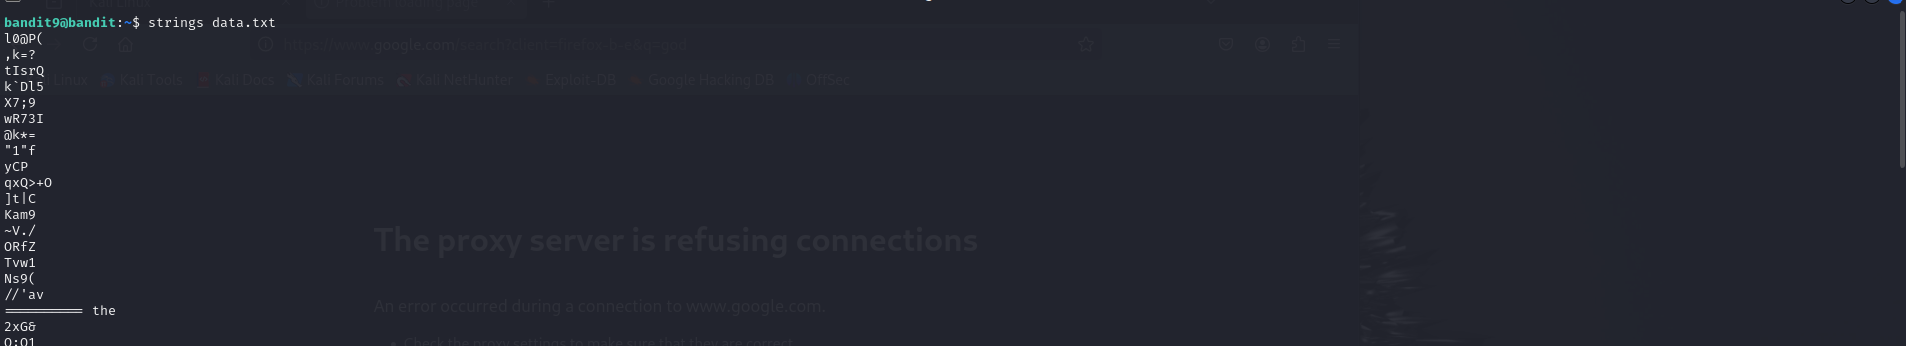 bandit9@bandit:~$ strings data.txt
l0@P(
,k=?
tIsrQ
k`Dl5
X7;9
wR73I
@k*=
"1"f
yCP
qxQ>+O
]t|C
Kam9
~V./
ORfZ
Tvw1
Ns9(
//'av
========== the
2xG&
Linux Kali Tools Kali Docs Kali Forums Kali NetHunter Exploit-DB Google Hacking DB OffSec
The proxy server is refusing connections
An error occurred during a connection to www.google.com.
Check the proxy settings to make sure that they are correct.